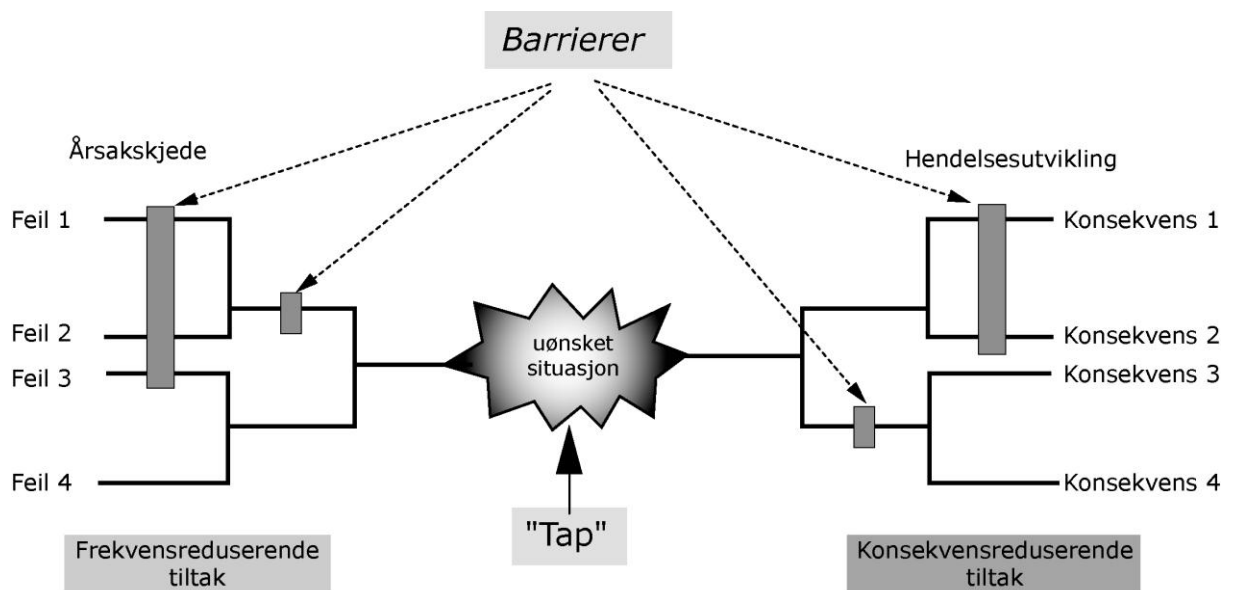 Barrierer
Årsakskjede
Hendelsesutvikling
Feil 1
Feil 2
Feil 3
Feil 4
uønsket
situasjon
"Tap"
Konsekvens 1
Konsekvens 2
Konsekvens 3
Konsekvens 4
Frekvensreduserende
tiltak
Konsekvensreduserende
tiltak